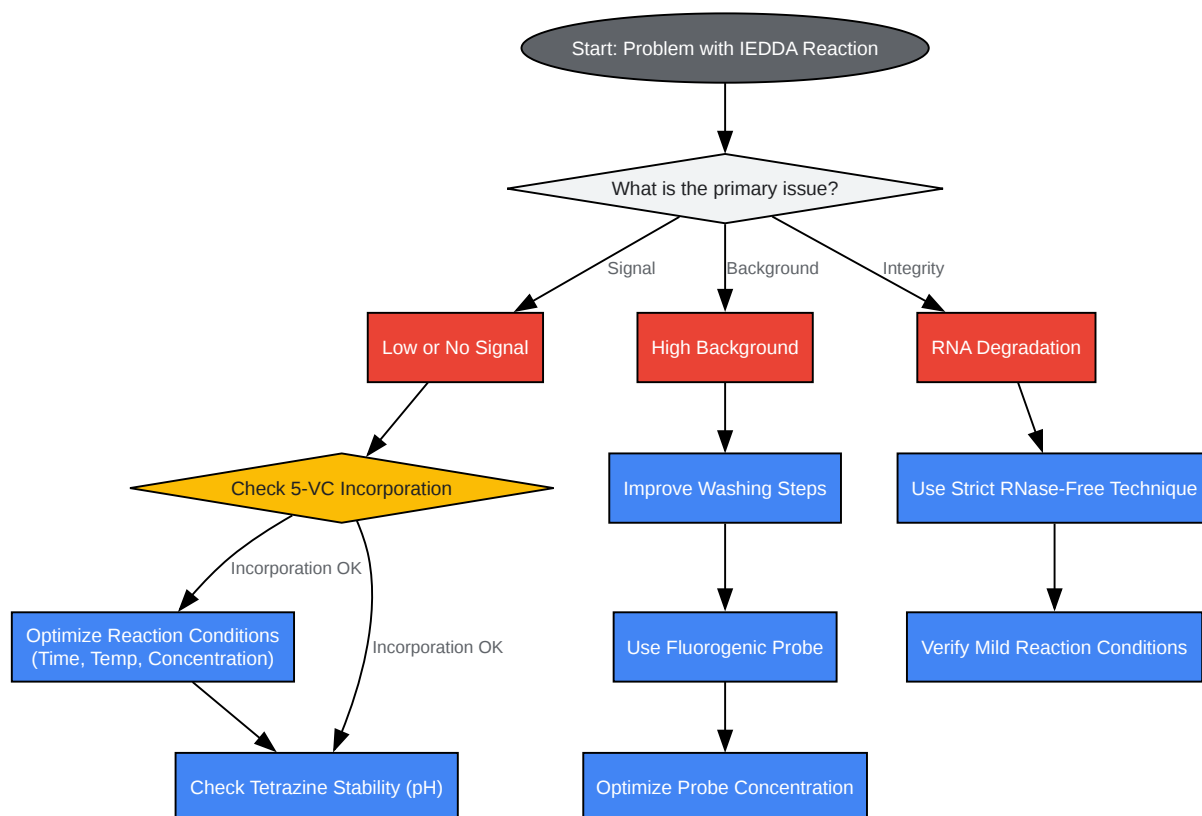 Start: Problem with IEDDA Reaction
What is the primary issue?
Signal
Background
Integrity
Low or No Signal
High Background
RNA Degradation
Check 5-VC Incorporation
Improve Washing Steps
Use Strict RNase-Free Technique
Incorporation OK
Incorporation OK
Optimize Reaction Conditions
(Time, Temp, Concentration)
Use Fluorogenic Probe
Verify Mild Reaction Conditions
Check Tetrazine Stability (pH)
Optimize Probe Concentration